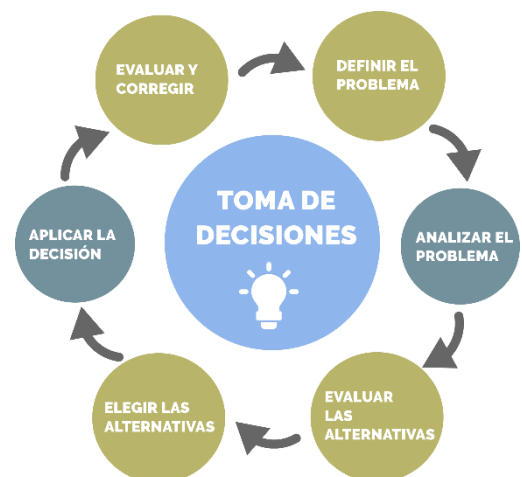 EVALUAR Y
CORREGIR
DEFINIR EL
PROBLEMA
TOMA DE
DECISIONES
APLICAR LA
DECISIÓN
ANALIZAR EL
PROBLEMA
ELEGIR LAS
ALTERNATIVAS
EVALUAR
LAS
ALTERNATIVAS